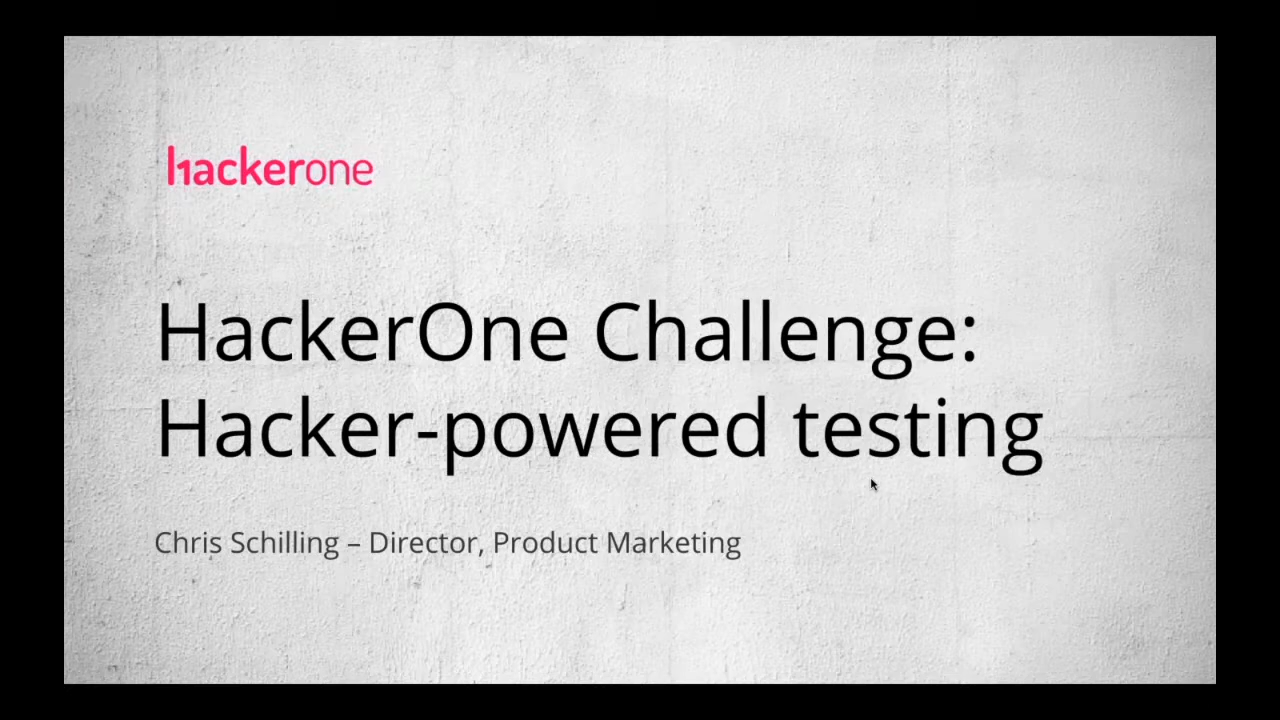 hackerone
HackerOne Challenge:
Hacker-powered testing
Chris Schilling – Director, Product Marketing